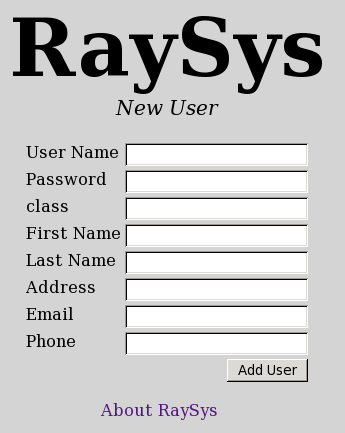 RaySys
New User
User Name
Password
class
First Name
Last Name
Address
Email
Phone
Add User
About RaySys